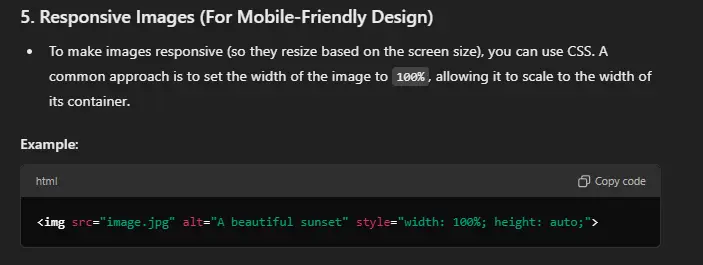 5. Responsive Images (For Mobile-Friendly Design)
• To make images responsive (so they resize based on the screen size), you can use CSS. A
common approach is to set the width of the image to 100%, allowing it to scale to the width of
its container.
Example:
html Copy code
<img src="image.jpg" alt="A beautiful sunset" style="width: 100%; height: auto;">